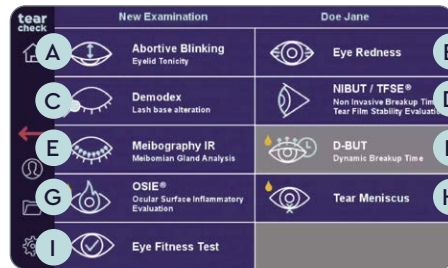 tear
check
New Examination
Doe Jane
A
Abortive Blinking
Eyelid Tonicity
Eye Redness
C
Demodex
Lash base alteration
NIBUT / TFSE®
Non Invasive Breakup Time
Tear Film Stability Evaluation
E
Meibography IR
Meibomian Gland Analysis
D-BUT
Dynamic Breakup Time
G
OSIE®
Ocular Surface Inflammatory
Evaluation
Tear Meniscus
I
Eye Fitness Test